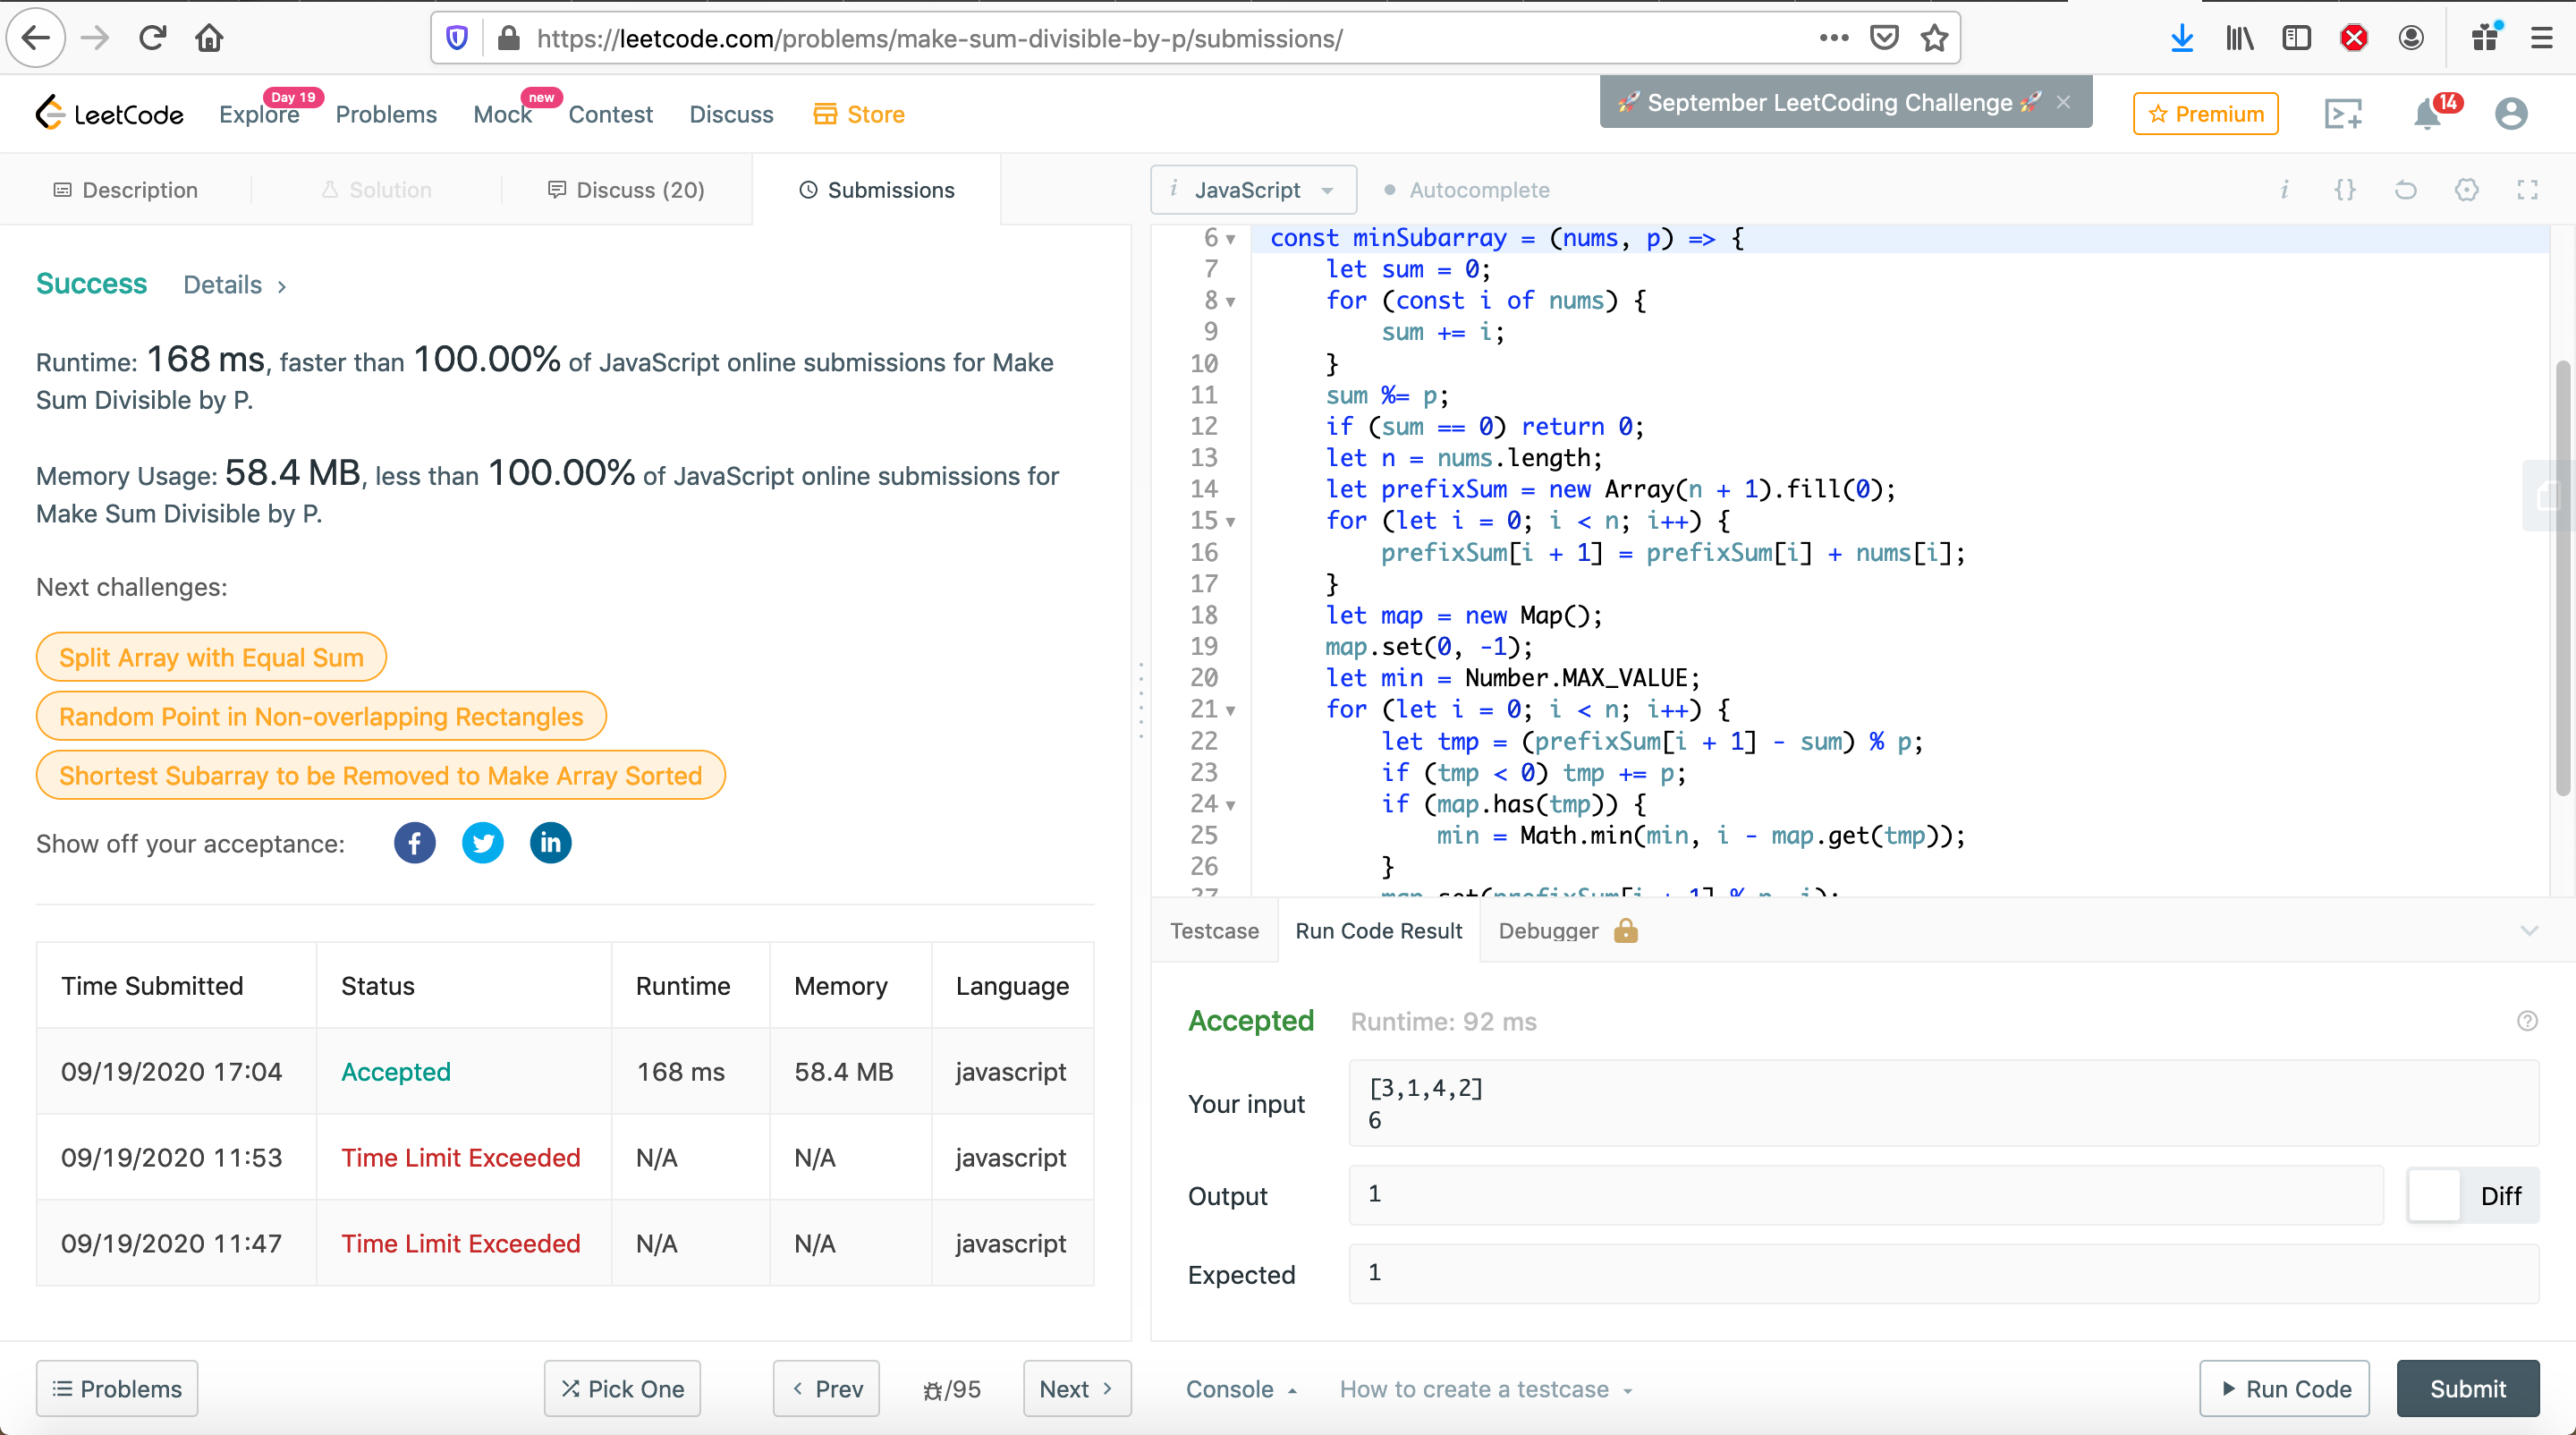 https://leetcode.com/problems/make-sum-divisible-by-p/submissions/
LeetCode
Explore
Day 19
Problems
Mock
new
Contest
Discuss
Store
🚀 September LeetCoding Challenge 🚀 ×
Premium
14
Description
Solution
Discuss (20)
Submissions
Success Details >
Runtime: 168 ms, faster than 100.00% of JavaScript online submissions for Make
Sum Divisible by P.
Memory Usage: 58.4 MB, less than 100.00% of JavaScript online submissions for
Make Sum Divisible by P.
Next challenges:
Split Array with Equal Sum
Random Point in Non-overlapping Rectangles
Shortest Subarray to be Removed to Make Array Sorted
Show off your acceptance:
Time Submitted Status Runtime Memory Language
09/19/2020 17:04 Accepted 168 ms 58.4 MB javascript
09/19/2020 11:53 Time Limit Exceeded N/A N/A javascript
09/19/2020 11:47 Time Limit Exceeded N/A N/A javascript
Problems
Pick One
< Prev
/95
Next >
i JavaScript
Autocomplete
6 const minSubarray = (nums, p) => {
7 let sum = 0;
8 for (const i of nums) {
9 sum += i;
10 }
11 sum %= p;
12 if (sum == 0) return 0;
13 let n = nums.length;
14 let prefixSum = new Array(n + 1).fill(0);
15 for (let i = 0; i < n; i++) {
16 prefixSum[i + 1] = prefixSum[i] + nums[i];
17 }
18 let map = new Map();
19 map.set(0, -1);
20 let min = Number.MAX_VALUE;
21 for (let i = 0; i < n; i++) {
22 let tmp = (prefixSum[i + 1] - sum) % p;
23 if (tmp < 0) tmp += p;
24 if (map.has(tmp)) {
25 min = Math.min(min, i - map.get(tmp));
26 }
27 map.set(prefixSum[i + 1] % p, i);
Testcase
Run Code Result
Debugger
Accepted Runtime: 92 ms
Your input
[3,1,4,2]
6
Output
1
Diff
Expected
1
Console
How to create a testcase
Run Code
Submit